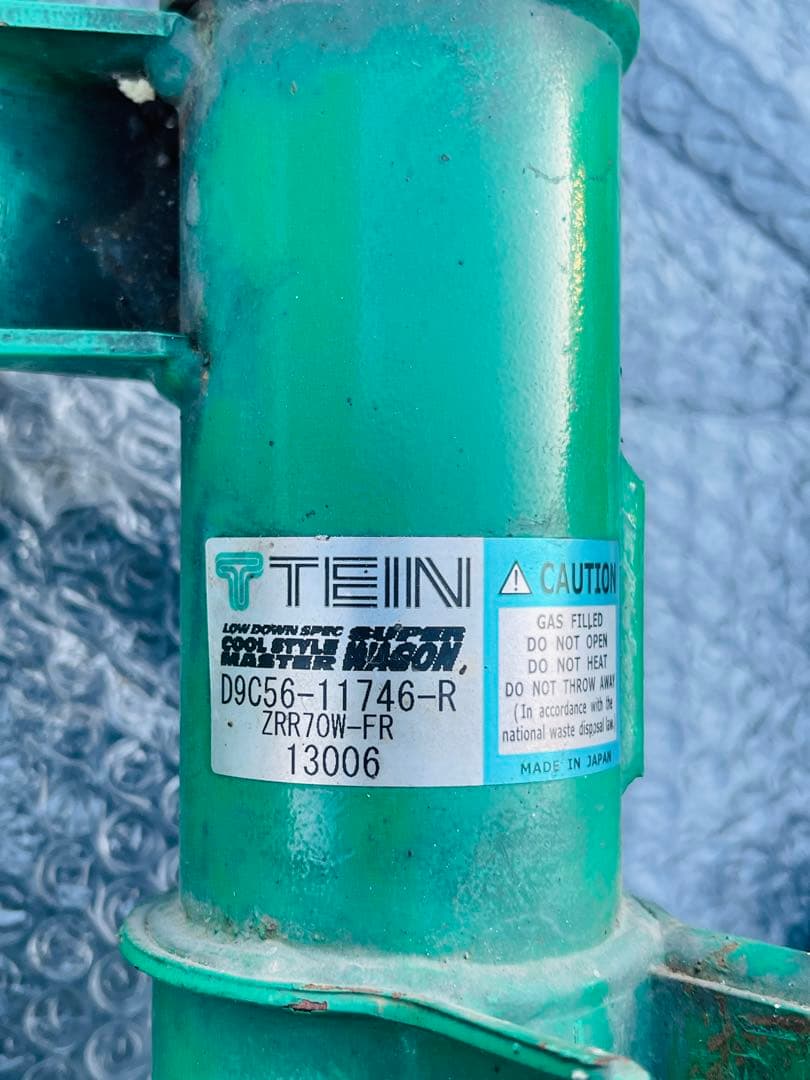 TEIN
LOW DOWN SPEC
COOL STYLE
MASTER
SUPER
WAGON
D9C56-11746-R
ZRR70W-FR
13006
⚠ CAUTION
GAS FILLED
DO NOT OPEN
DO NOT HEAT
DO NOT THROW AWAY
(In accordance with the
national waste disposal law
MADE IN JAPAN